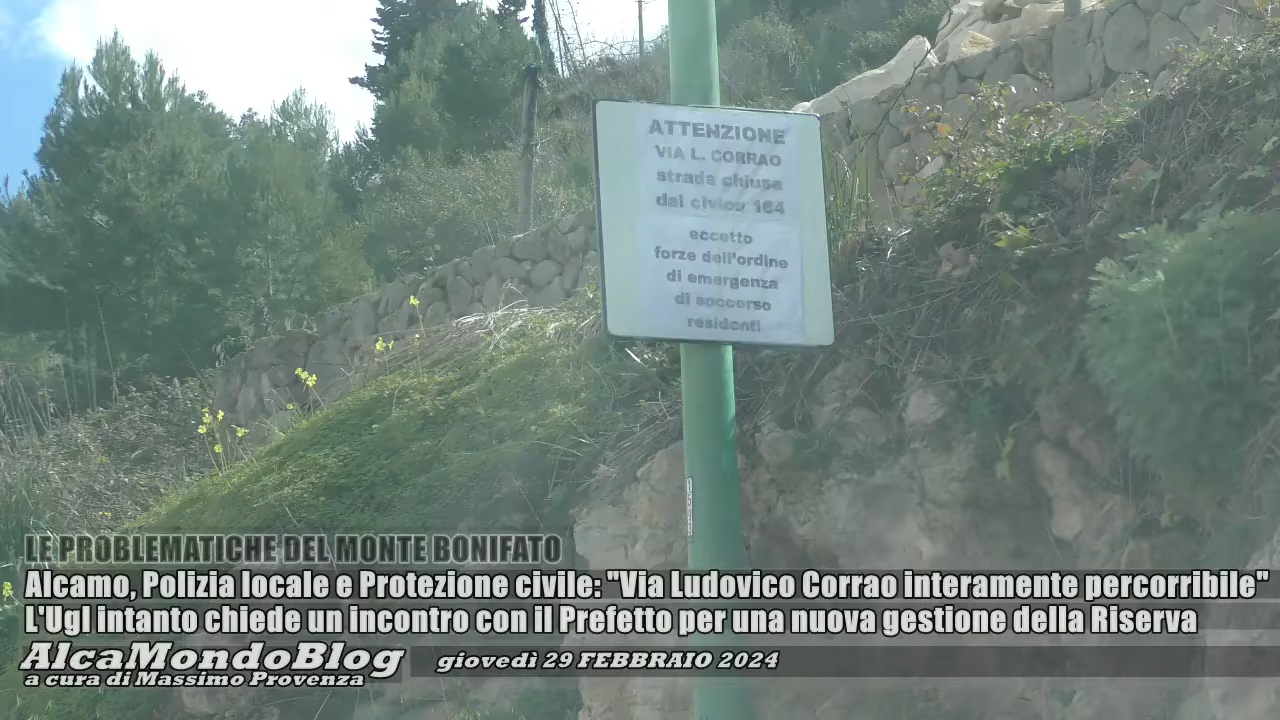 ATTENZIONE
VIA L. CORRAO
strada chiusa
dal civico 164
eccetto
forze dell'ordine
di emergenza
di soccorso
residenti
LE PROBLEMATICHE DEL MONTE BONIFATO
Alcamo, Polizia locale e Protezione civile: "Via Ludovico Corrao interamente percorribile"
L'Ugl intanto chiede un incontro con il Prefetto per una nuova gestione della Riserva
AlcaMondoBlog
giovedì 29 FEBBRAIO 2024
a cura di Massimo Provenza